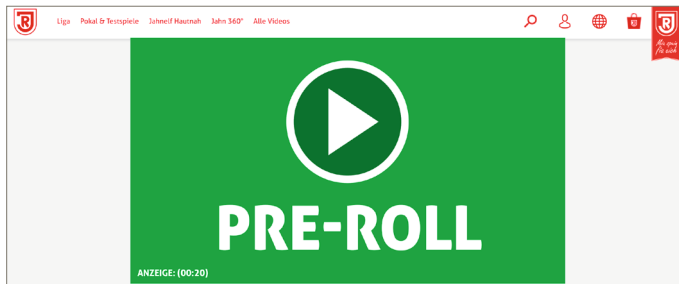 Liga Pokal & Testspiele Jahnelf Hautnah Jahn 360° Alle Videos
PRE-ROLL
ANZEIGE: (00:20)